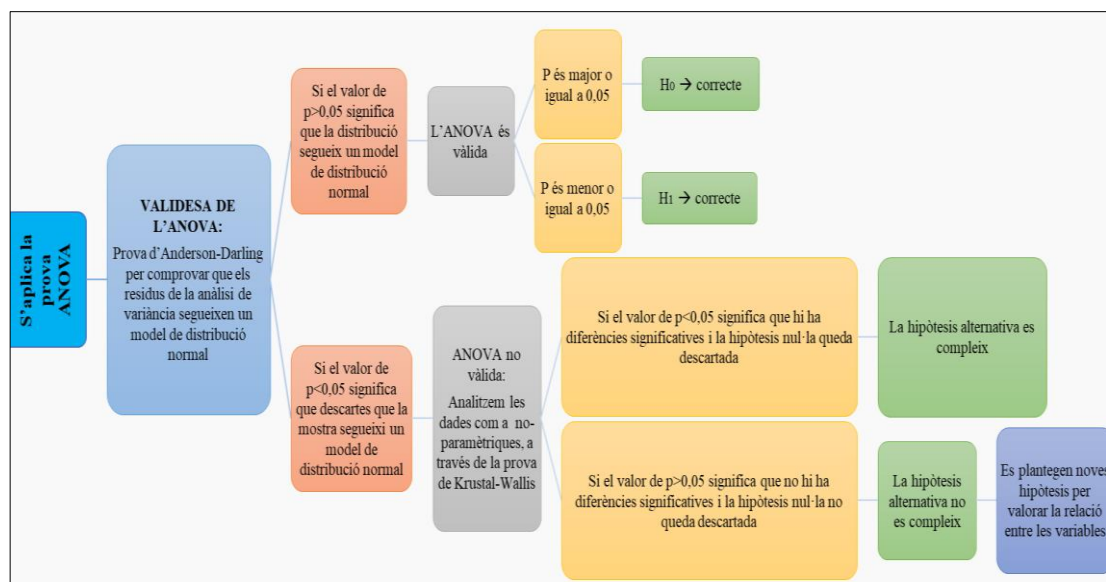 S'aplica la
prova
ANOVA
VALIDESA DE
L'ANOVA:
Prova d'Anderson-Darling
per comprovar que els
residus de la anàlisi de
variància segueixen un
model de distribució
normal
Si el valor de
p>0,05 significa
que la distribució
segueix un model
de distribució
normal
L'ANOVA és
vàlida
P és major o
igual a 0,05
H0 → correcte
P és menor o
igual a 0,05
H1 → correcte
Si el valor de
p<0,05 significa
que descartes que la
mostra segueixi un
model de
distribució normal
ANOVA no
vàlida:
Analitzem les
dades com a no-
paramètriques, a
través de la prova
de Krustal-Wallis
Si el valor de p<0,05 significa que hi ha
diferències significatives i la hipòtesis nul·la queda
descartada
La hipòtesis alternativa es
compleix
Si el valor de p>0,05 significa que no hi ha
diferències significatives i la hipòtesis nul·la no
queda descartada
La hipòtesis
alternativa no
es compleix
Es plantegen noves
hipòtesis per
valorar la relació
entre les variables